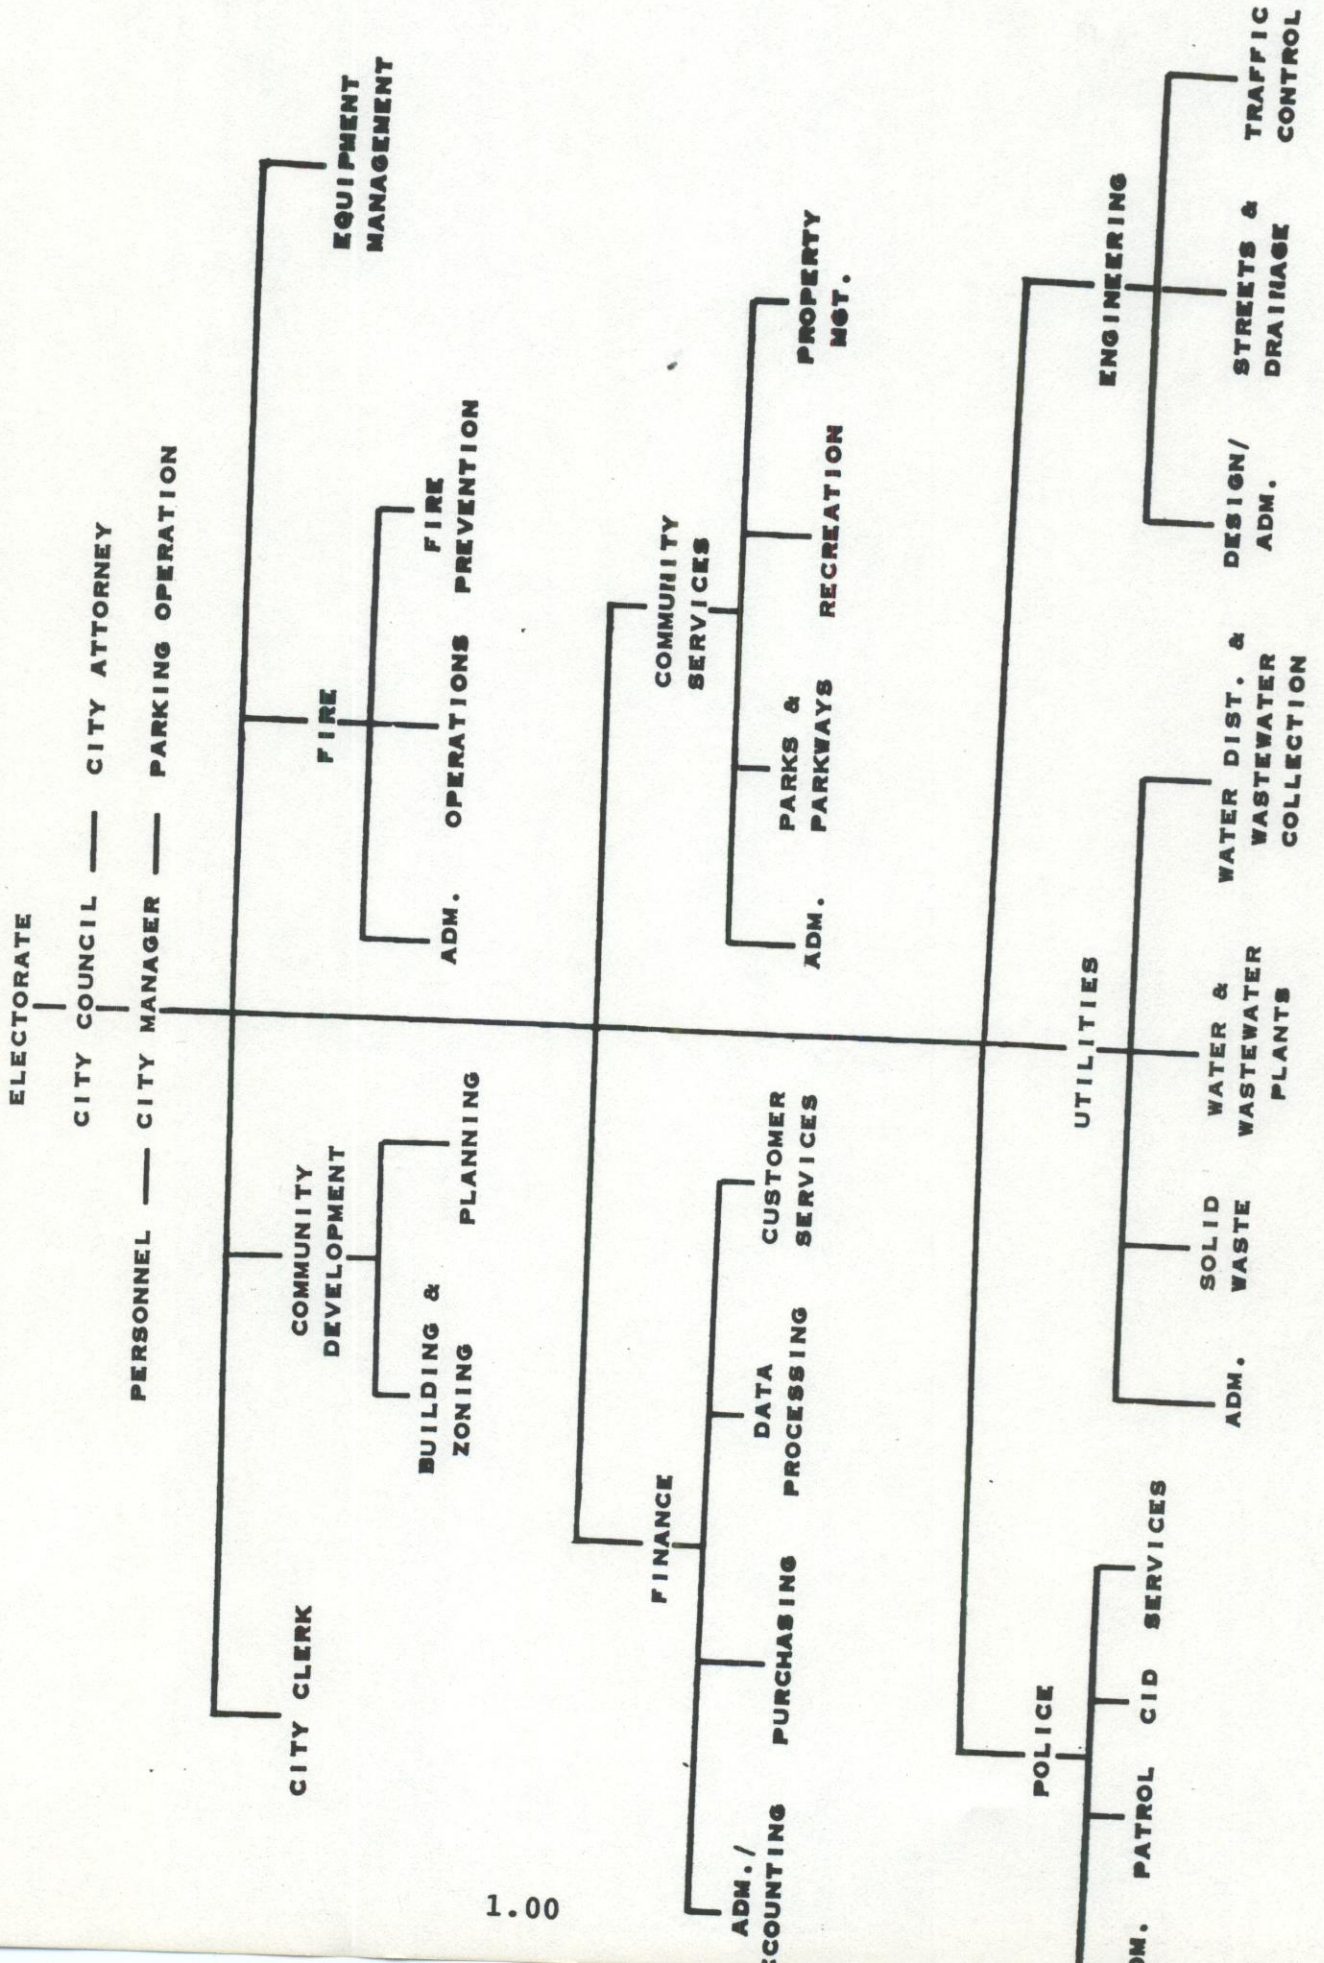 ELECTORATE
CITY COUNCIL — CITY ATTORNEY
PERSONNEL — CITY MANAGER — PARKING OPERATION
CITY CLERK
COMMUNITY
DEVELOPMENT
BUILDING &
ZONING
PLANNING
FIRE
ADM.
OPERATIONS
FIRE
PREVENTION
EQUIPMENT
MANAGEMENT
FINANCE
ADM./
CCOUNTING
PURCHASING
DATA
PROCESSING
CUSTOMER
SERVICES
COMMUNITY
SERVICES
ADM.
PARKS &
PARKWAYS
RECREATION
PROPERTY
MGT.
POLICE
DM.
PATROL
CID
SERVICES
UTILITIES
ADM.
SOLID
WASTE
WATER &
WASTEWATER
PLANTS
WATER DIST. &
WASTEWATER
COLLECTION
ENGINEERING
DESIGN/
ADM.
STREETS &
DRAINAGE
TRAFFIC
CONTROL
1.00